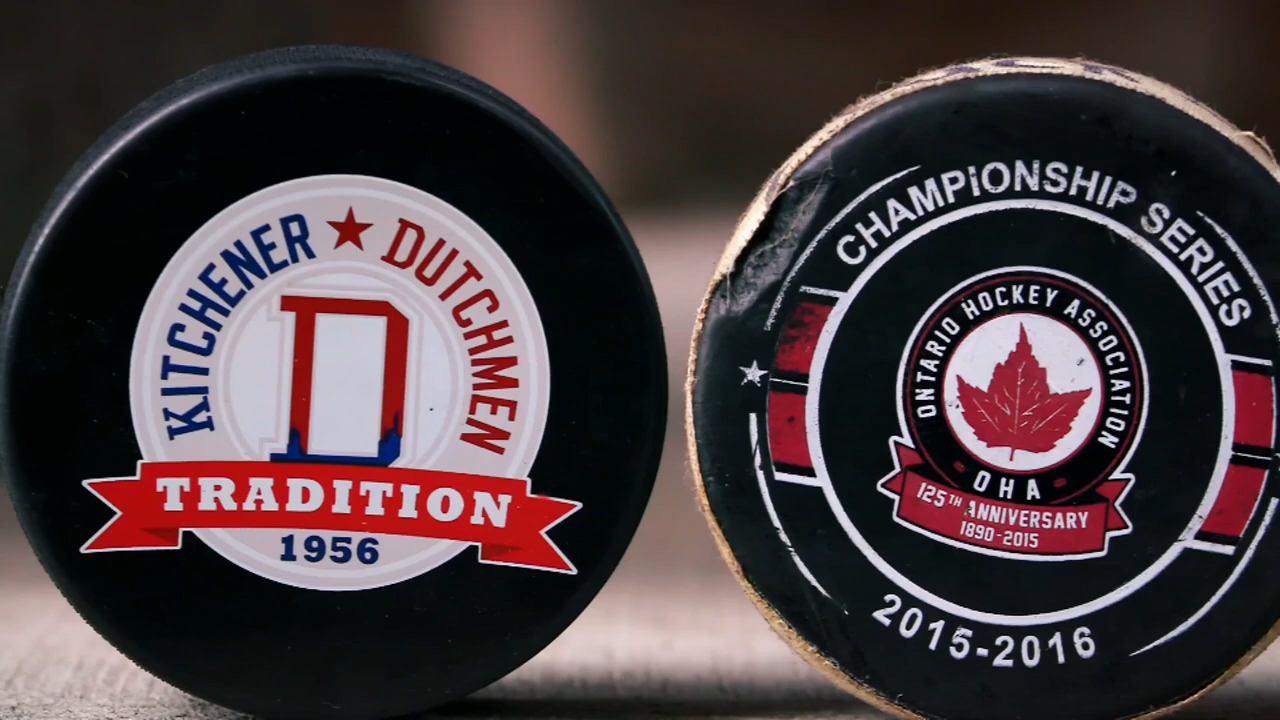 KITCHENER ★ DUTCHMEN
D
TRADITION
1956
CHAMPIONSHIP SERIES
ONTARIO HOCKEY ASSOCIATION
OHA
125TH ANNIVERSARY
1890-2015
2015-2016